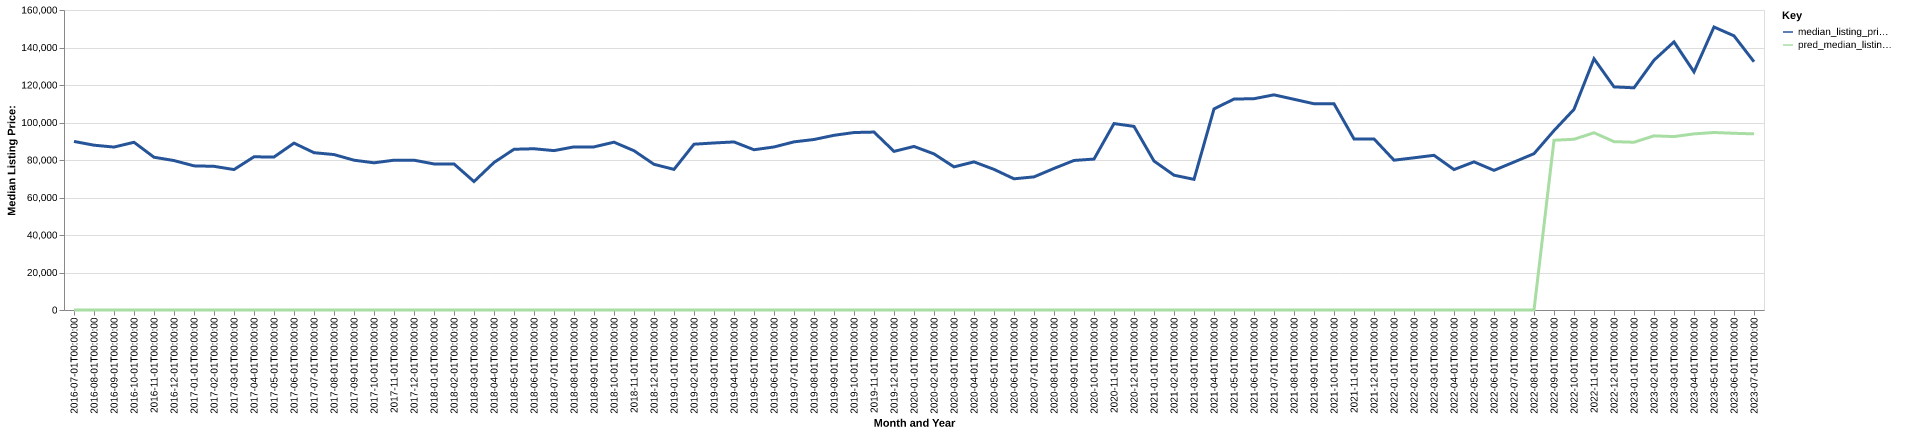 160,000
140,000
120,000
100,000
80,000
60,000
40,000
20,000
0
Median Listing Price:
2016-07-01T00:00:00
2016-08-01T00:00:00
2016-09-01T00:00:00
2016-10-01T00:00:00
2016-11-01T00:00:00
2016-12-01T00:00:00
2017-01-01T00:00:00
2017-02-01T00:00:00
2017-03-01T00:00:00
2017-04-01T00:00:00
2017-05-01T00:00:00
2017-06-01T00:00:00
2017-07-01T00:00:00
2017-08-01T00:00:00
2017-09-01T00:00:00
2017-10-01T00:00:00
2017-11-01T00:00:00
2017-12-01T00:00:00
2018-01-01T00:00:00
2018-02-01T00:00:00
2018-03-01T00:00:00
2018-04-01T00:00:00
2018-05-01T00:00:00
2018-06-01T00:00:00
2018-07-01T00:00:00
2018-08-01T00:00:00
2018-09-01T00:00:00
2018-10-01T00:00:00
2018-11-01T00:00:00
2018-12-01T00:00:00
2019-01-01T00:00:00
2019-02-01T00:00:00
2019-03-01T00:00:00
2019-04-01T00:00:00
2019-05-01T00:00:00
2019-06-01T00:00:00
2019-07-01T00:00:00
2019-08-01T00:00:00
2019-09-01T00:00:00
2019-10-01T00:00:00
2019-11-01T00:00:00
2019-12-01T00:00:00
2020-01-01T00:00:00
2020-02-01T00:00:00
2020-03-01T00:00:00
2020-04-01T00:00:00
2020-05-01T00:00:00
2020-06-01T00:00:00
2020-07-01T00:00:00
2020-08-01T00:00:00
2020-09-01T00:00:00
2020-10-01T00:00:00
2020-11-01T00:00:00
2020-12-01T00:00:00
2021-01-01T00:00:00
2021-02-01T00:00:00
2021-03-01T00:00:00
2021-04-01T00:00:00
2021-05-01T00:00:00
2021-06-01T00:00:00
2021-07-01T00:00:00
2021-08-01T00:00:00
2021-09-01T00:00:00
2021-10-01T00:00:00
2021-11-01T00:00:00
2021-12-01T00:00:00
2022-01-01T00:00:00
2022-02-01T00:00:00
2022-03-01T00:00:00
2022-04-01T00:00:00
2022-05-01T00:00:00
2022-06-01T00:00:00
2022-07-01T00:00:00
2022-08-01T00:00:00
2022-09-01T00:00:00
2022-10-01T00:00:00
2022-11-01T00:00:00
2022-12-01T00:00:00
2023-01-01T00:00:00
2023-02-01T00:00:00
2023-03-01T00:00:00
2023-04-01T00:00:00
2023-05-01T00:00:00
2023-06-01T00:00:00
2023-07-01T00:00:00
Month and Year
Key
median_listing_pri…
pred_median_listin…